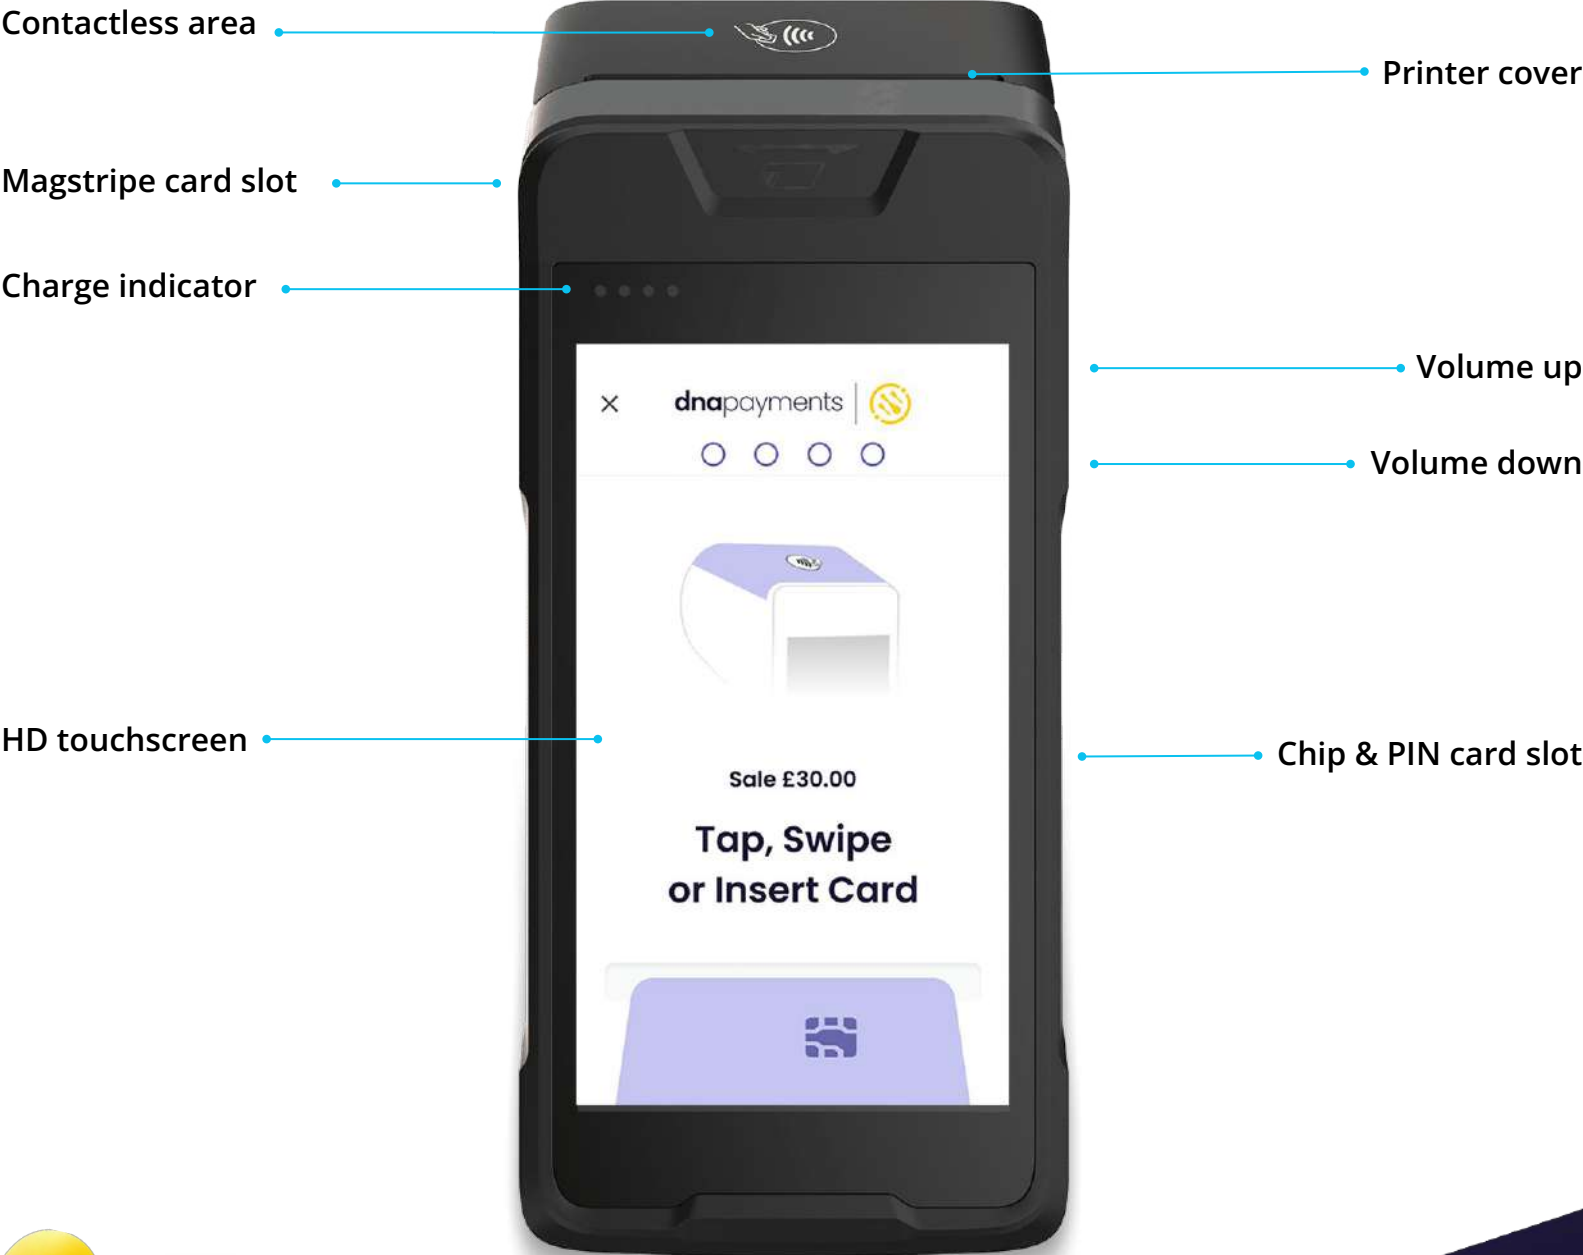 Contactless area
Printer cover
Magstripe card slot
Charge indicator
Volume up
dnapayments
Volume down
HD touchscreen
Chip & PIN card slot
Sale £30.00
Tap, Swipe
or Insert Card